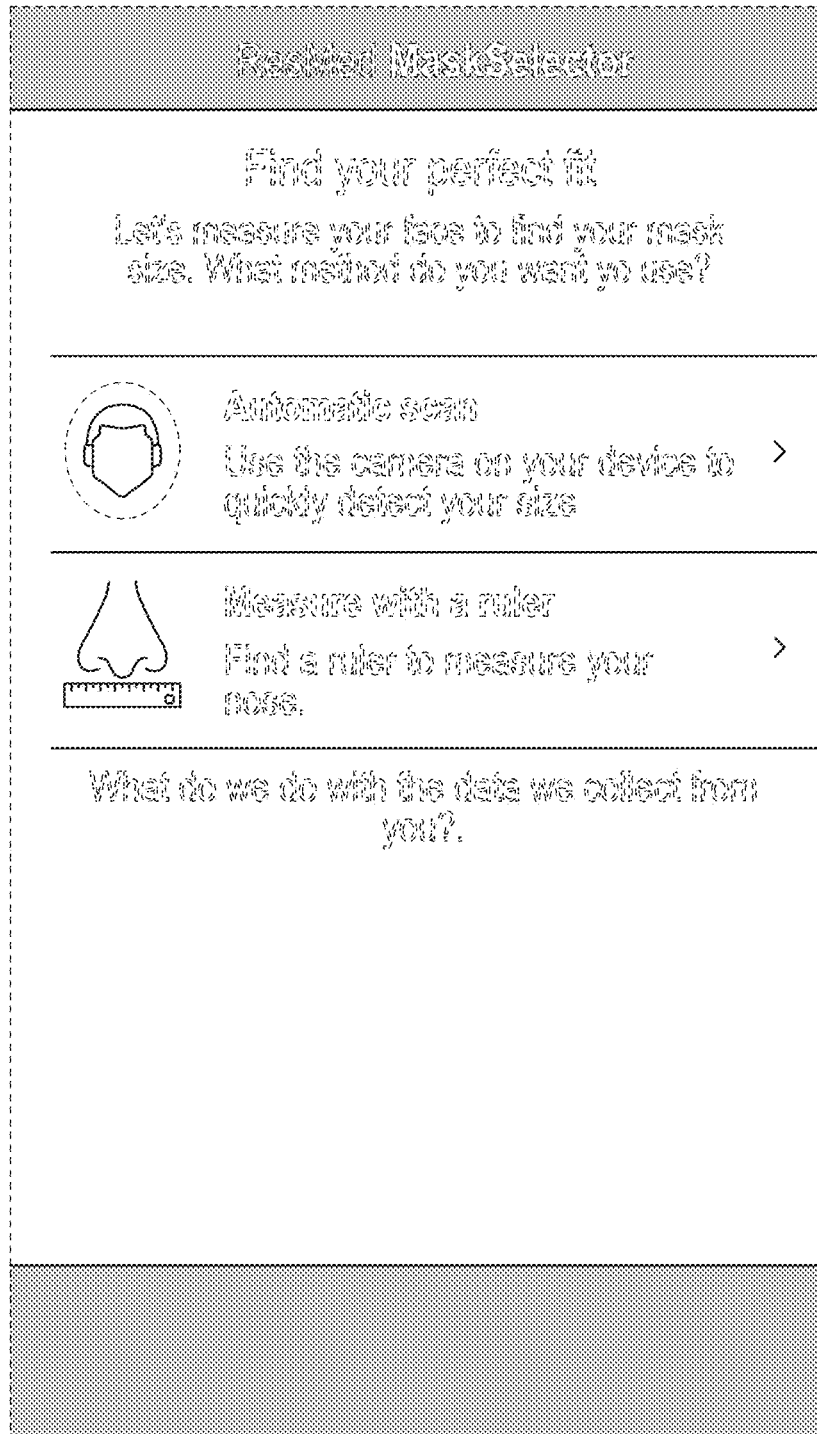 ResMed MaskSelector
Find your perfect fit
Let's measure your face to find your mask
size. What method do you want yo use?
Automatic scan
Use the camera on your device to
quickly detect your size
Measure with a ruler
Find a ruler to measure your
nose.
What do we do with the data we collect from
you?.